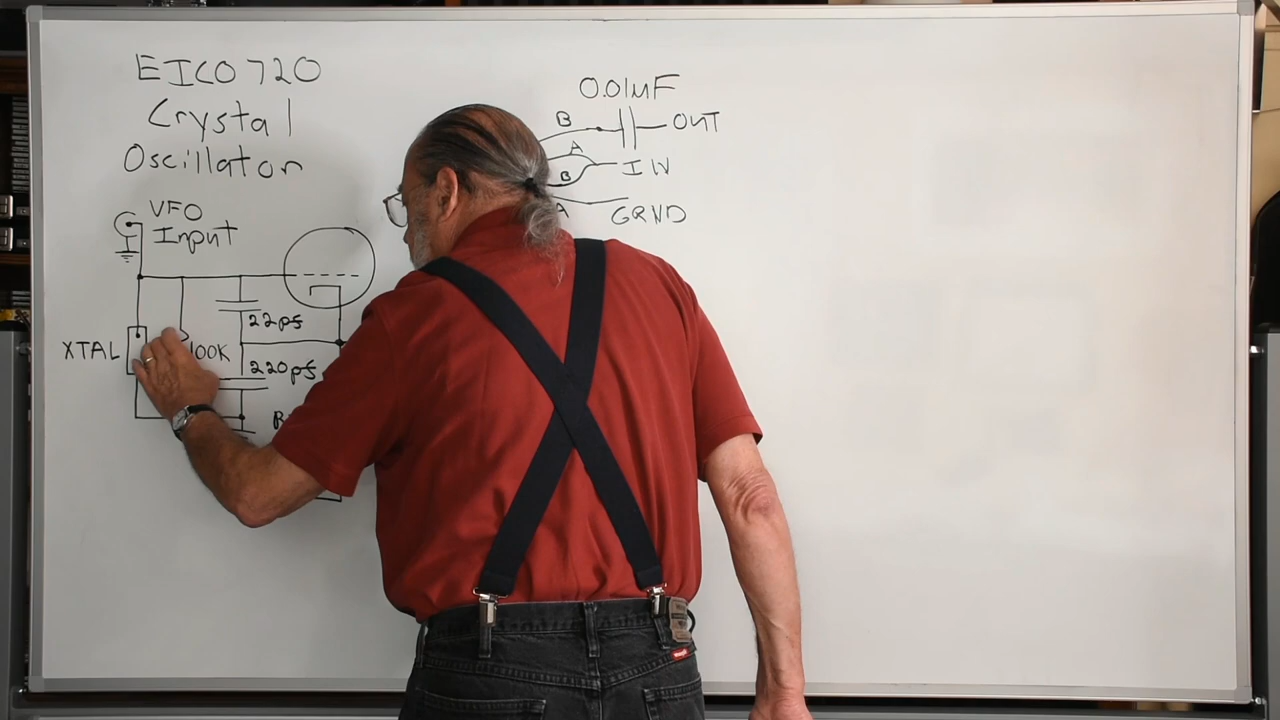 EICO 720
Crystal
Oscillator
VFO
Input
22pf
XTAL
100K
220pf
0.01uF
B
OUT
A
IN
B
A
GRND